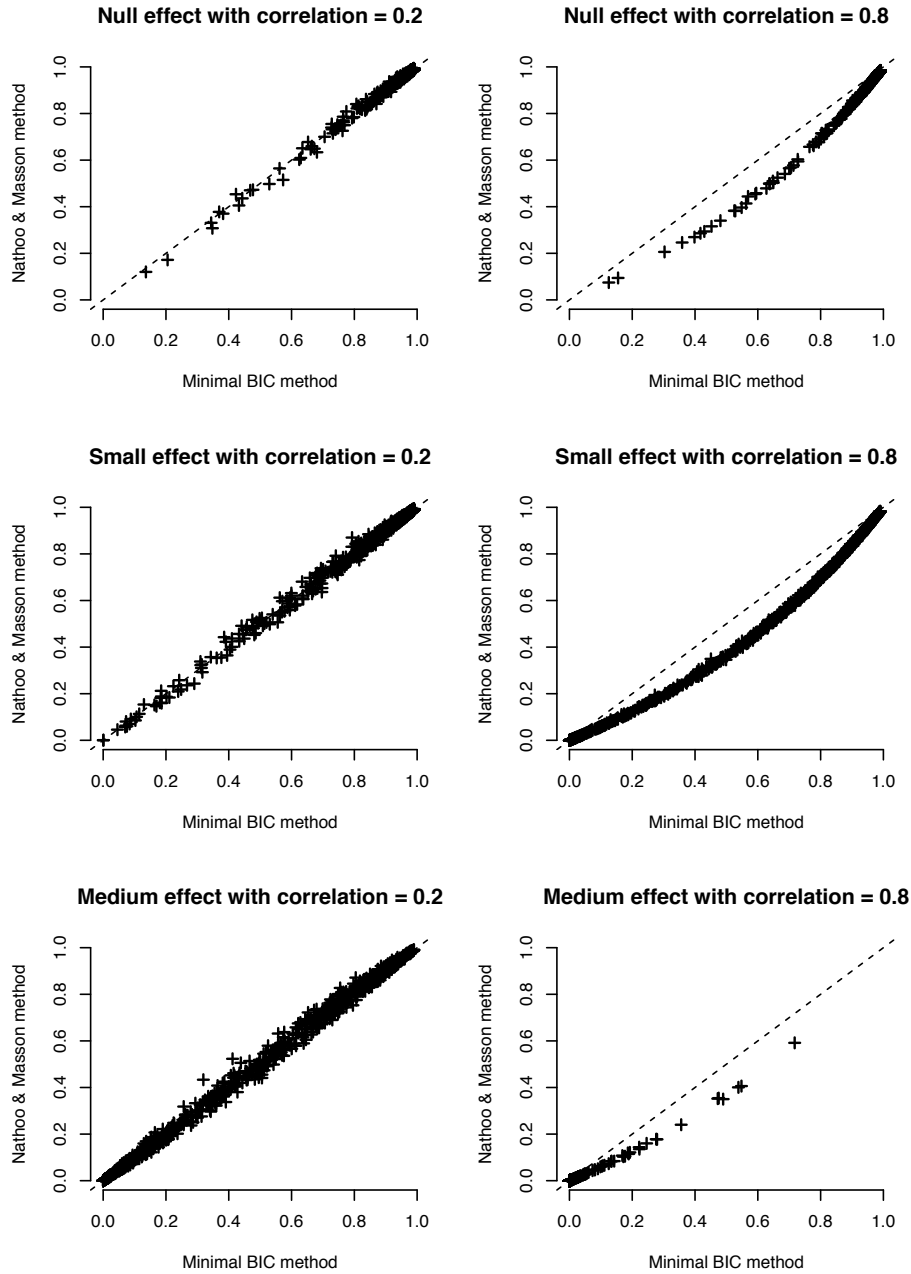 Null effect with correlation = 0.2
Nathoo & Masson method
0.0 0.2 0.4 0.6 0.8 1.0
0.0 0.2 0.4 0.6 0.8 1.0
Minimal BIC method
Null effect with correlation = 0.8
Nathoo & Masson method
0.0 0.2 0.4 0.6 0.8 1.0
0.0 0.2 0.4 0.6 0.8 1.0
Minimal BIC method
Small effect with correlation = 0.2
Nathoo & Masson method
0.0 0.2 0.4 0.6 0.8 1.0
0.0 0.2 0.4 0.6 0.8 1.0
Minimal BIC method
Small effect with correlation = 0.8
Nathoo & Masson method
0.0 0.2 0.4 0.6 0.8 1.0
0.0 0.2 0.4 0.6 0.8 1.0
Minimal BIC method
Medium effect with correlation = 0.2
Nathoo & Masson method
0.0 0.2 0.4 0.6 0.8 1.0
0.0 0.2 0.4 0.6 0.8 1.0
Minimal BIC method
Medium effect with correlation = 0.8
Nathoo & Masson method
0.0 0.2 0.4 0.6 0.8 1.0
0.0 0.2 0.4 0.6 0.8 1.0
Minimal BIC method